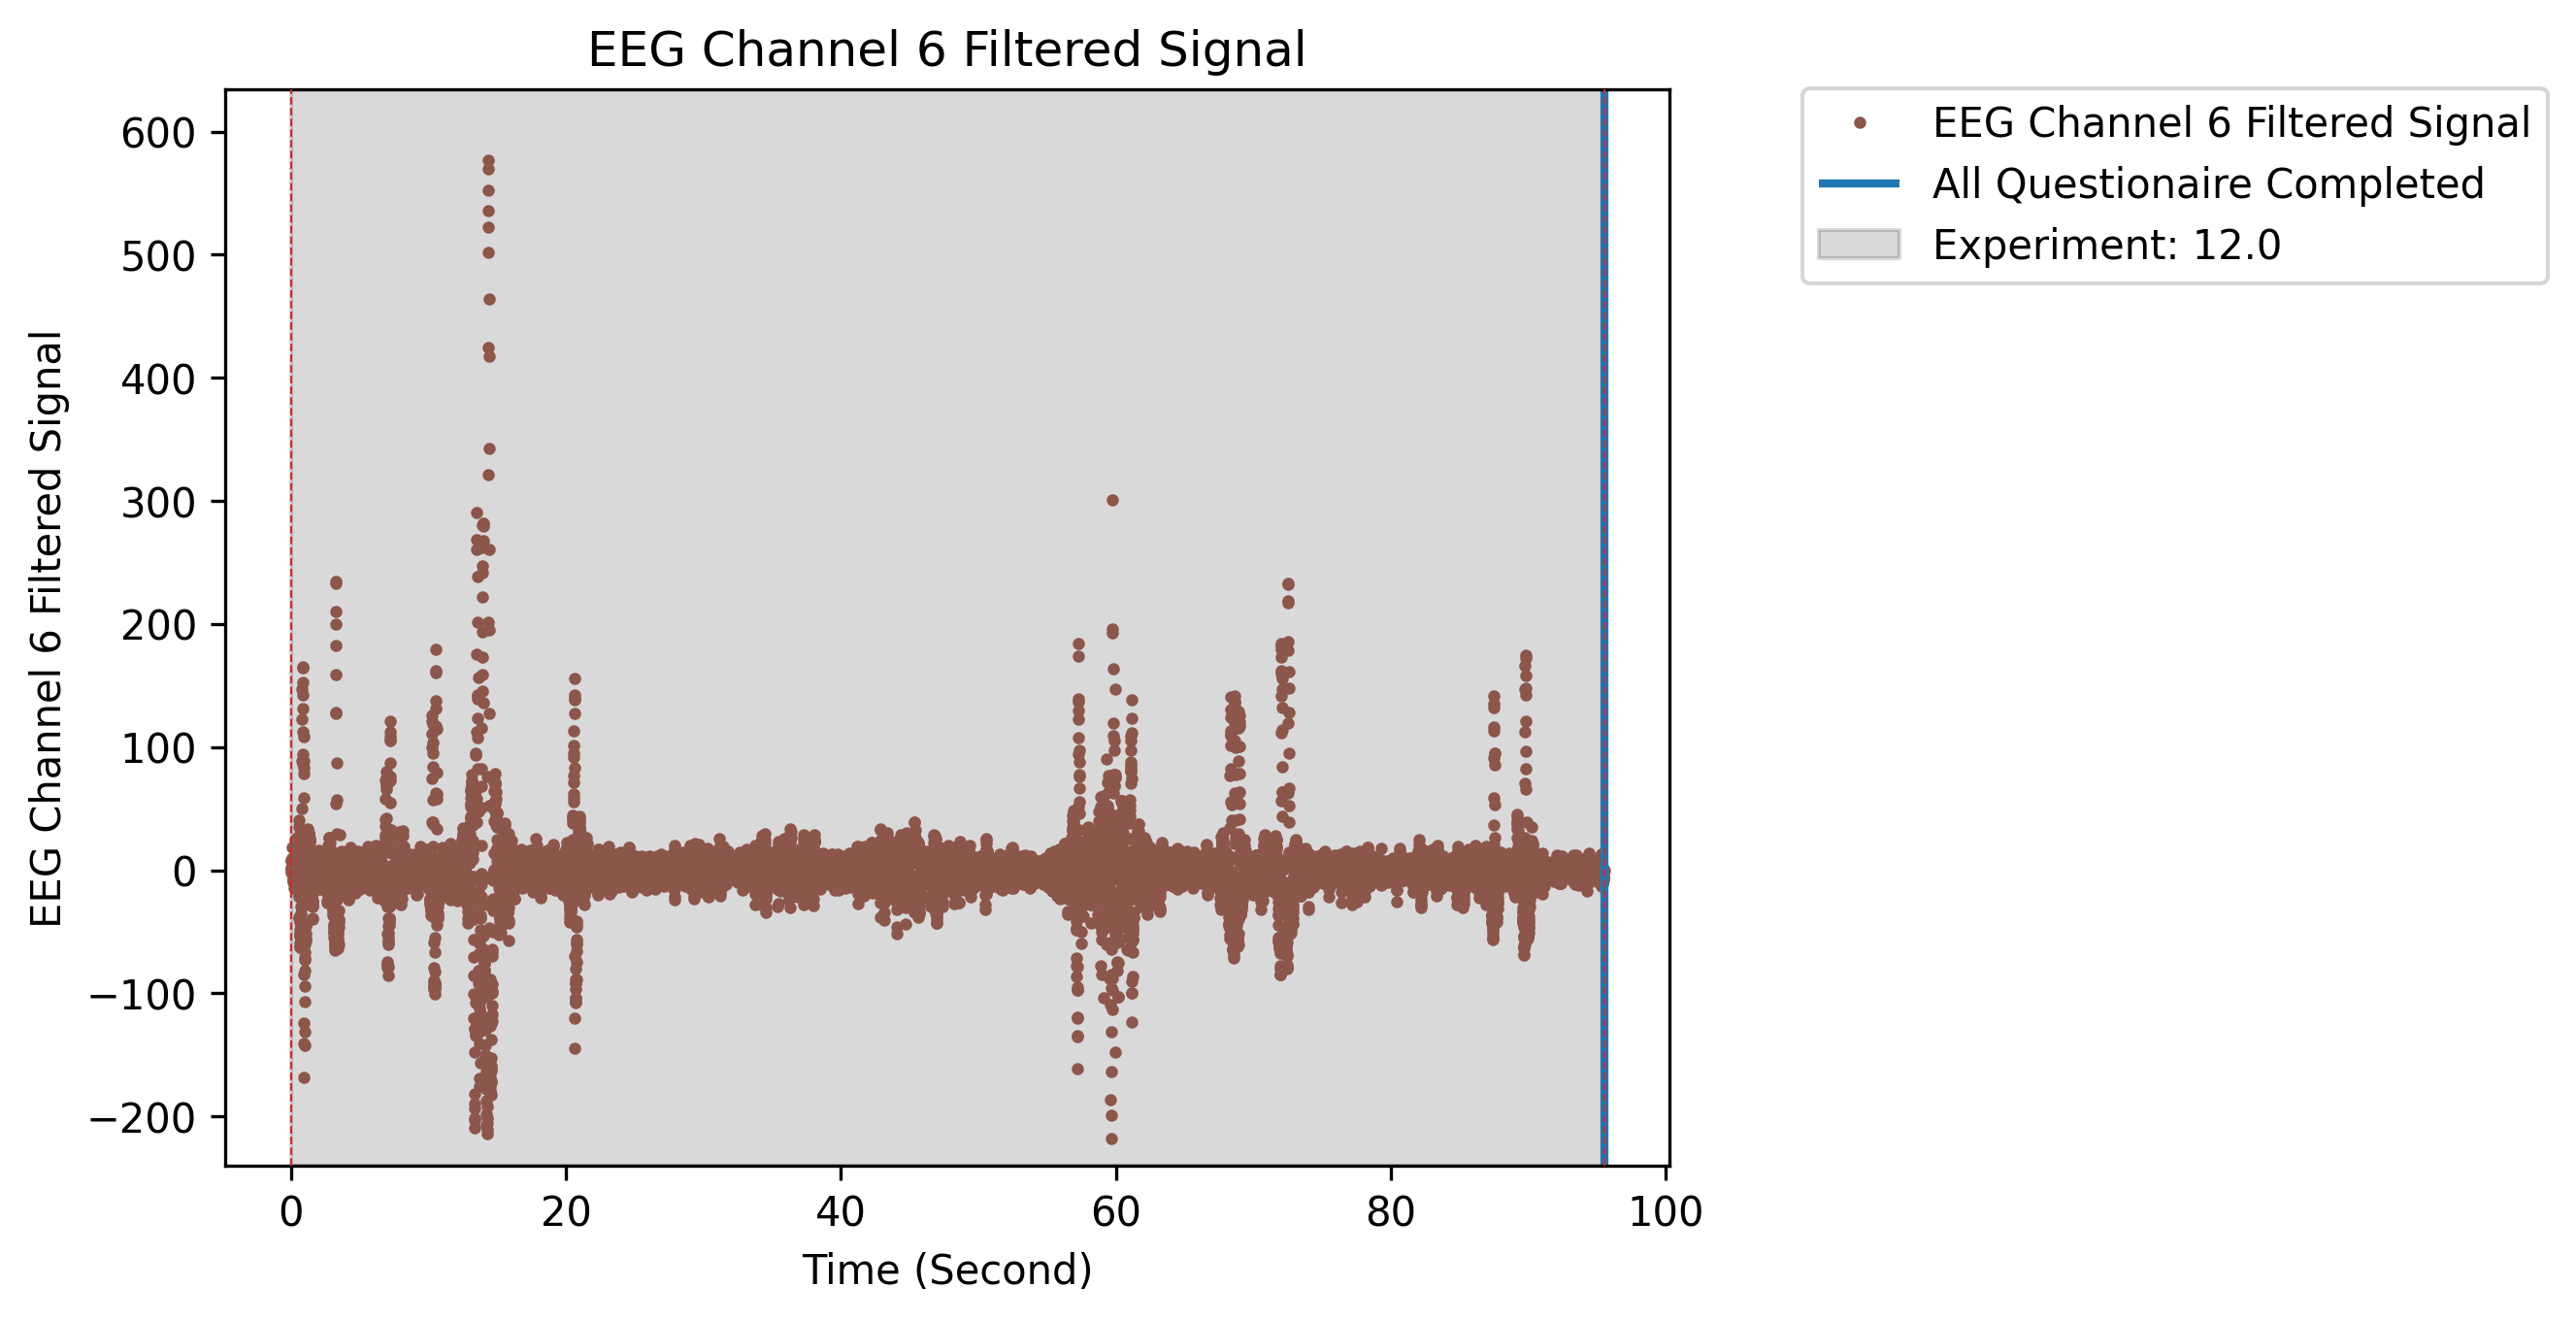 EEG Channel 6 Filtered Signal
EEG Channel 6 Filtered Signal
600
500
400
300
200
100
0
−100
−200
0 20 40 60 80 100
Time (Second)
EEG Channel 6 Filtered Signal
All Questionaire Completed
Experiment: 12.0